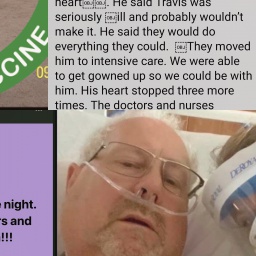 CCINE
09
heart￼￼. He said Travis was
seriously ￼ill and probably wouldn't
make it. He said they would do
everything they could. ￼They moved
him to intensive care. We were able
to get gowned up so we could be with
him. His heart stopped three more
times. The doctors and nurses
e night.
rs and
!!!